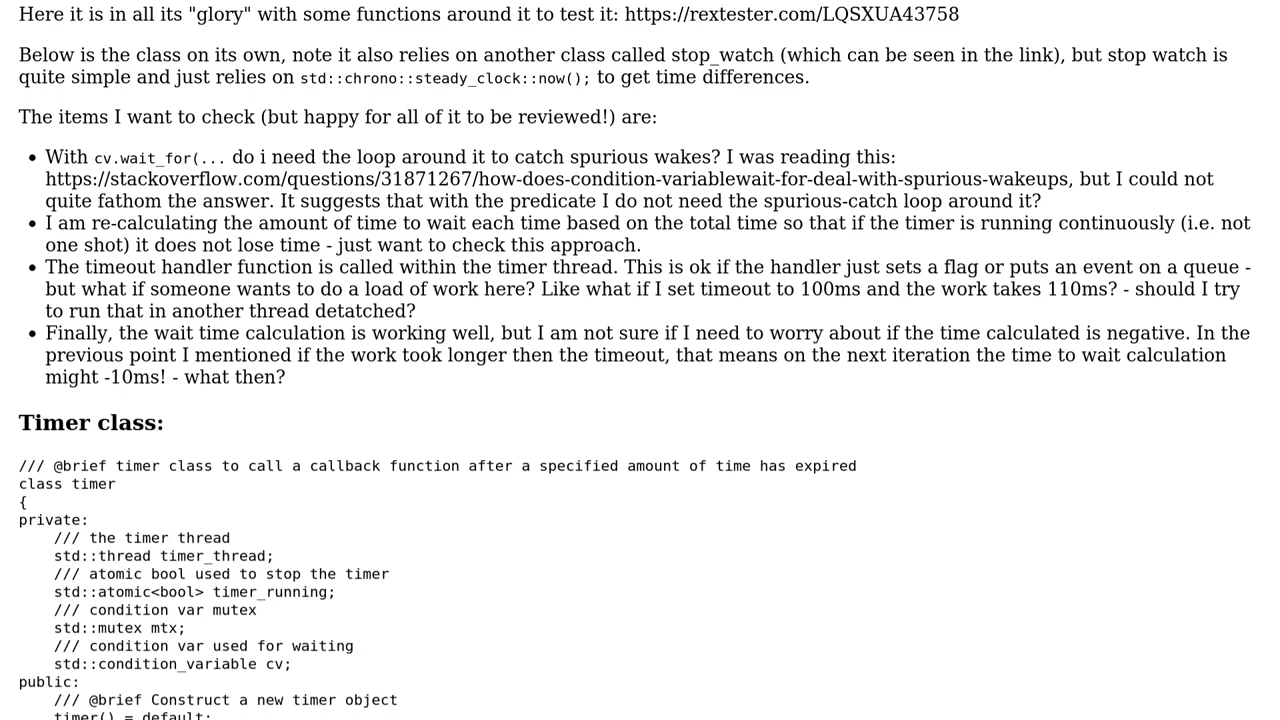 Here it is in all its "glory" with some functions around it to test it: https://rextester.com/LQSXUA43758
Below is the class on its own, note it also relies on another class called stop_watch (which can be seen in the link), but stop watch is
quite simple and just relies on std::chrono::steady_clock::now(); to get time differences.
The items I want to check (but happy for all of it to be reviewed!) are:
• With cv.wait_for(... do i need the loop around it to catch spurious wakes? I was reading this:
https://stackoverflow.com/questions/31871267/how-does-condition-variablewait-for-deal-with-spurious-wakeups, but I could not
quite fathom the answer. It suggests that with the predicate I do not need the spurious-catch loop around it?
• I am re-calculating the amount of time to wait each time based on the total time so that if the timer is running continuously (i.e. not
one shot) it does not lose time - just want to check this approach.
• The timeout handler function is called within the timer thread. This is ok if the handler just sets a flag or puts an event on a queue -
but what if someone wants to do a load of work here? Like what if I set timeout to 100ms and the work takes 110ms? - should I try
to run that in another thread detatched?
• Finally, the wait time calculation is working well, but I am not sure if I need to worry about if the time calculated is negative. In the
previous point I mentioned if the work took longer then the timeout, that means on the next iteration the time to wait calculation
might -10ms! - what then?
Timer class:
/// @brief timer class to call a callback function after a specified amount of time has expired
class timer
{
private:
    /// the timer thread
    std::thread timer_thread;
    /// atomic bool used to stop the timer
    std::atomic<bool> timer_running;
    /// condition var mutex
    std::mutex mtx;
    /// condition var used for waiting
    std::condition_variable cv;
public:
    /// @brief Construct a new timer object
    timer() = default;